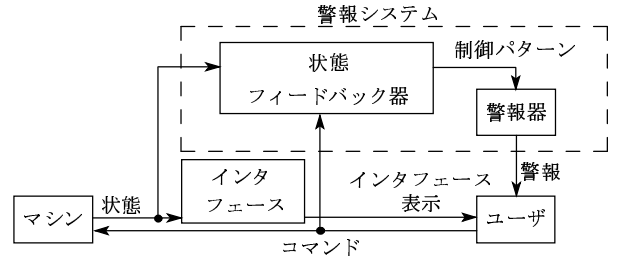 警報システム
状態
フィードバック器
制御パターン
警報器
警報
インタ
フェース
インタフェース
表示
状態
マシン
ユーザ
コマンド